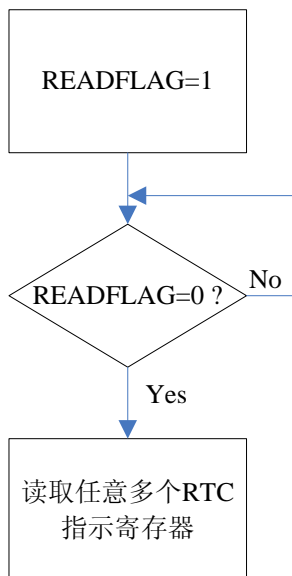 READFLAG=1
READFLAG=0 ?
No
Yes
读取任意多个RTC
指示寄存器